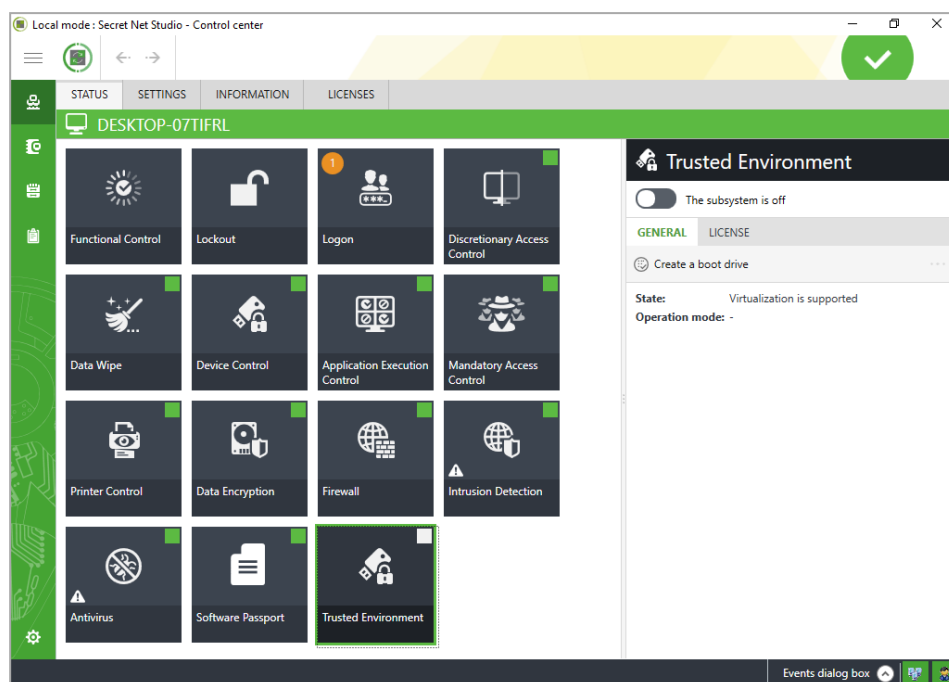 Local mode : Secret Net Studio - Control center
STATUS
SETTINGS
INFORMATION
LICENSES
DESKTOP-07TIFRL
Functional Control
Lockout
1
***_
Logon
Discretionary Access
Control
Data Wipe
Device Control
Application Execution
Control
Mandatory Access
Control
Printer Control
Data Encryption
Firewall
Intrusion Detection
Antivirus
Software Passport
Trusted Environment
Trusted Environment
The subsystem is off
GENERAL
LICENSE
Create a boot drive
...
State: Virtualization is supported
Operation mode: -
Events dialog box